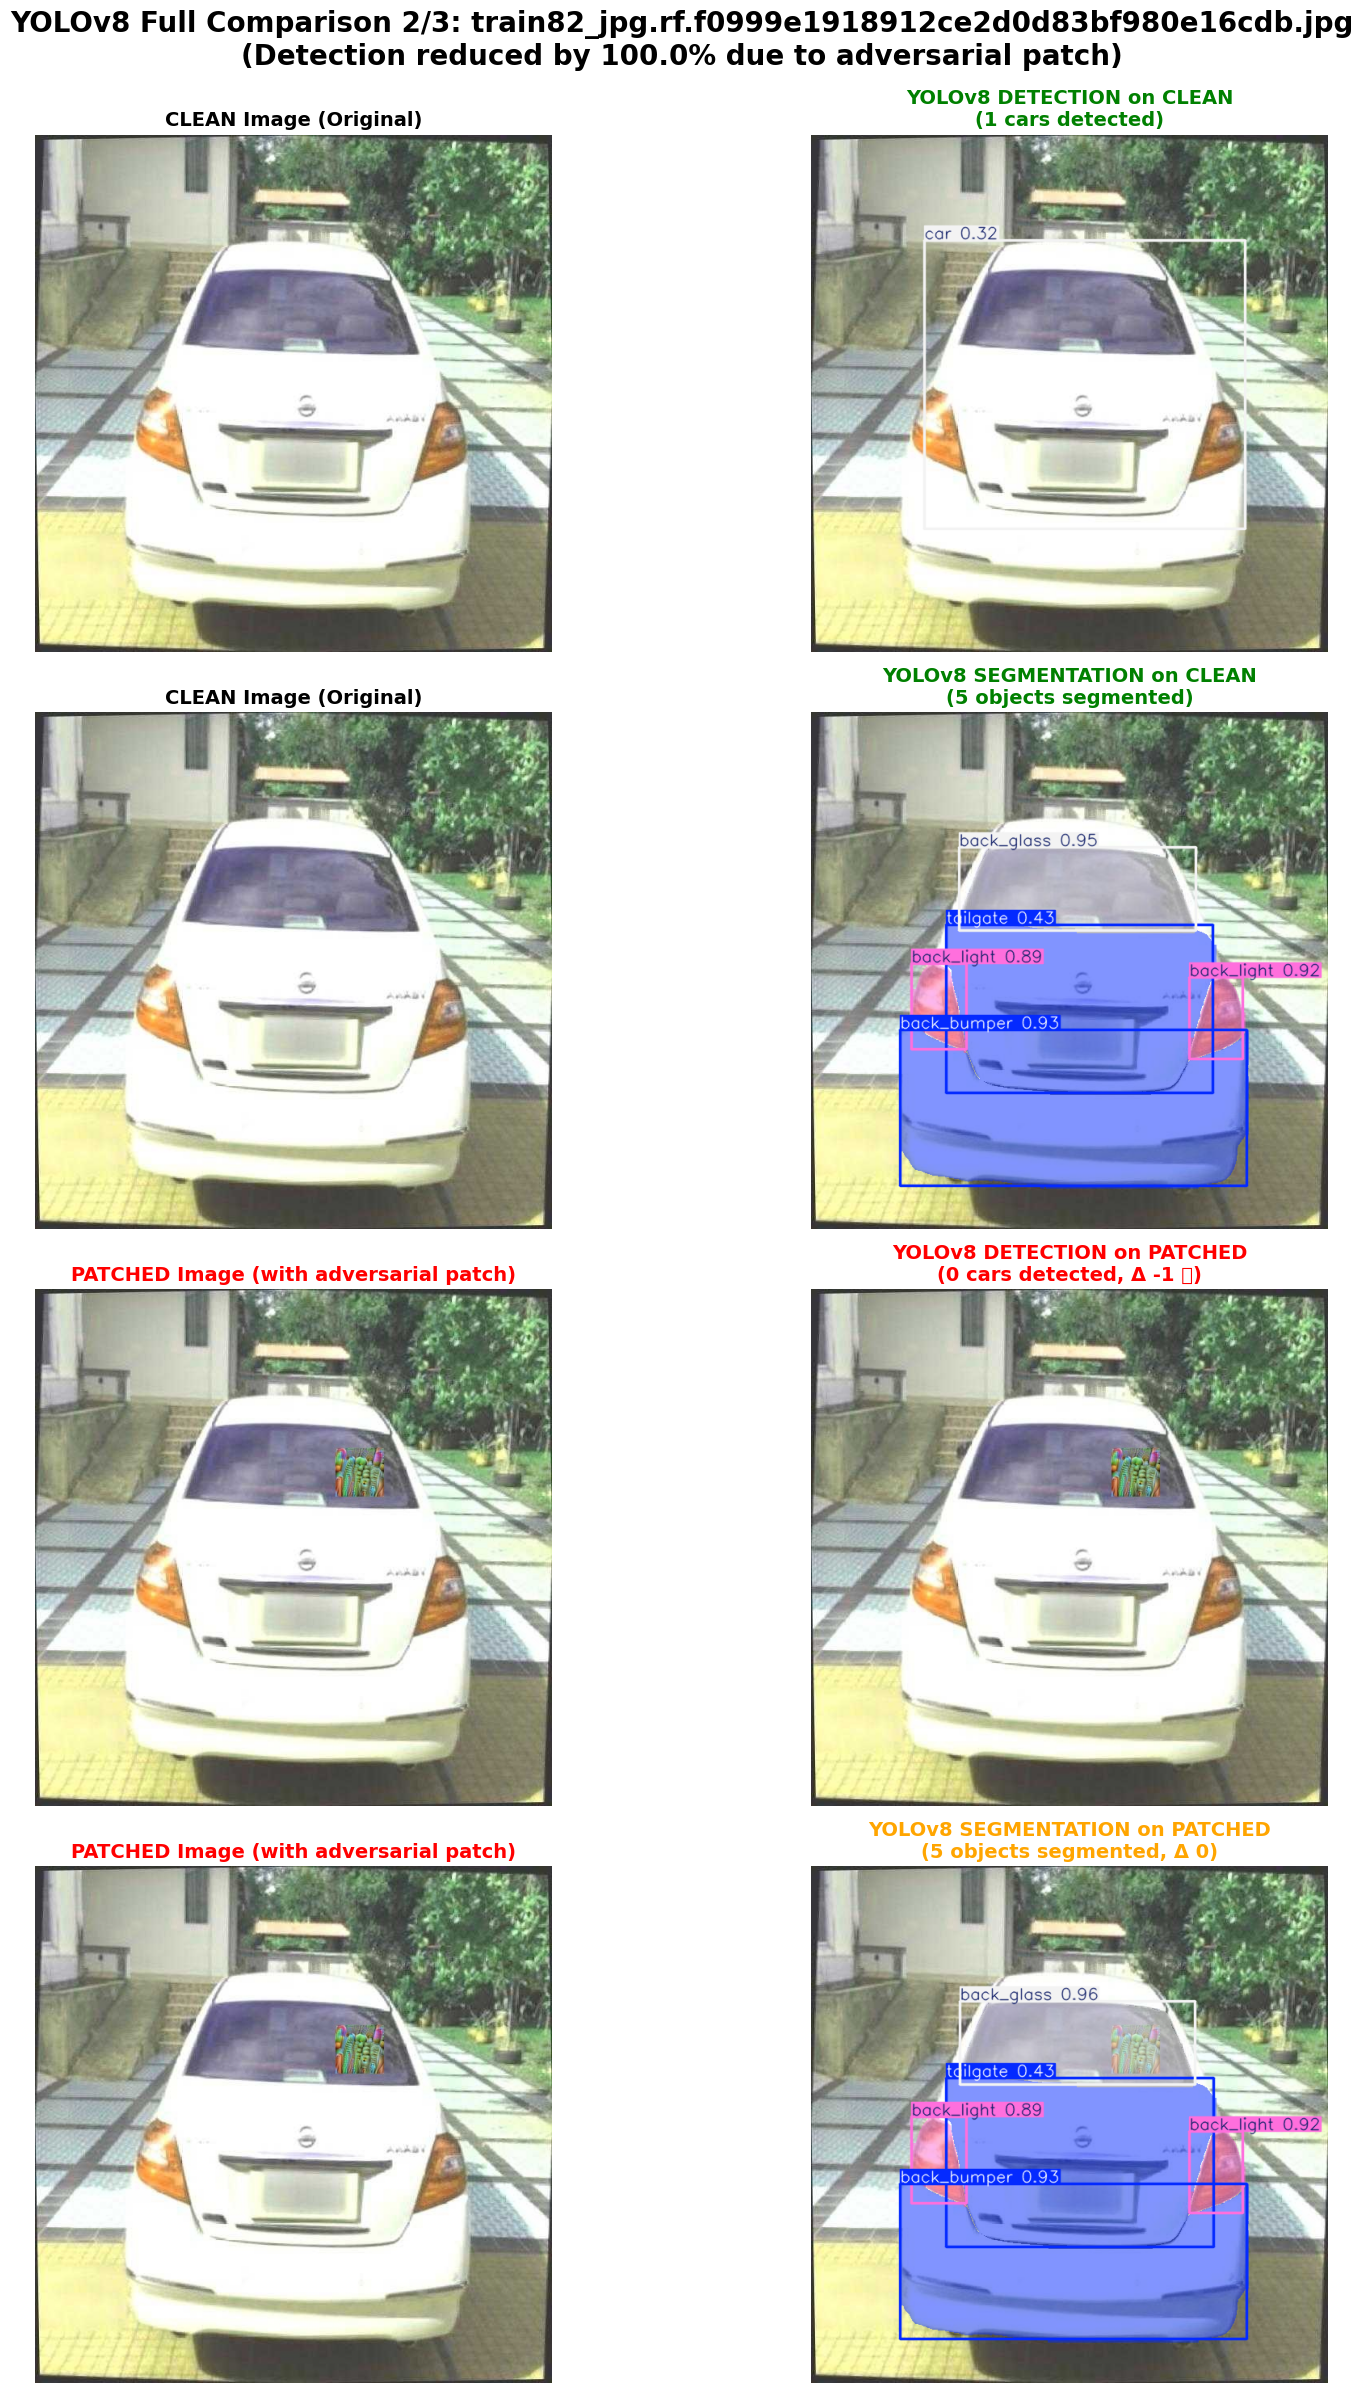 YOLOv8 Full Comparison 2/3: train82_jpg.rf.f0999e1918912ce2d0d83bf980e16cdb.jpg
(Detection reduced by 100.0% due to adversarial patch)
CLEAN Image (Original)
YOLOv8 DETECTION on CLEAN
(1 cars detected)
car 0.32
CLEAN Image (Original)
YOLOv8 SEGMENTATION on CLEAN
(5 objects segmented)
back_glass 0.95
tailgate 0.43
back_light 0.89
back_light 0.92
back_bumper 0.93
PATCHED Image (with adversarial patch)
YOLOv8 DETECTION on PATCHED
(0 cars detected, Δ -1 )
PATCHED Image (with adversarial patch)
YOLOv8 SEGMENTATION on PATCHED
(5 objects segmented, Δ 0)
back_glass 0.96
tailgate 0.43
back_light 0.89
back_light 0.92
back_bumper 0.93